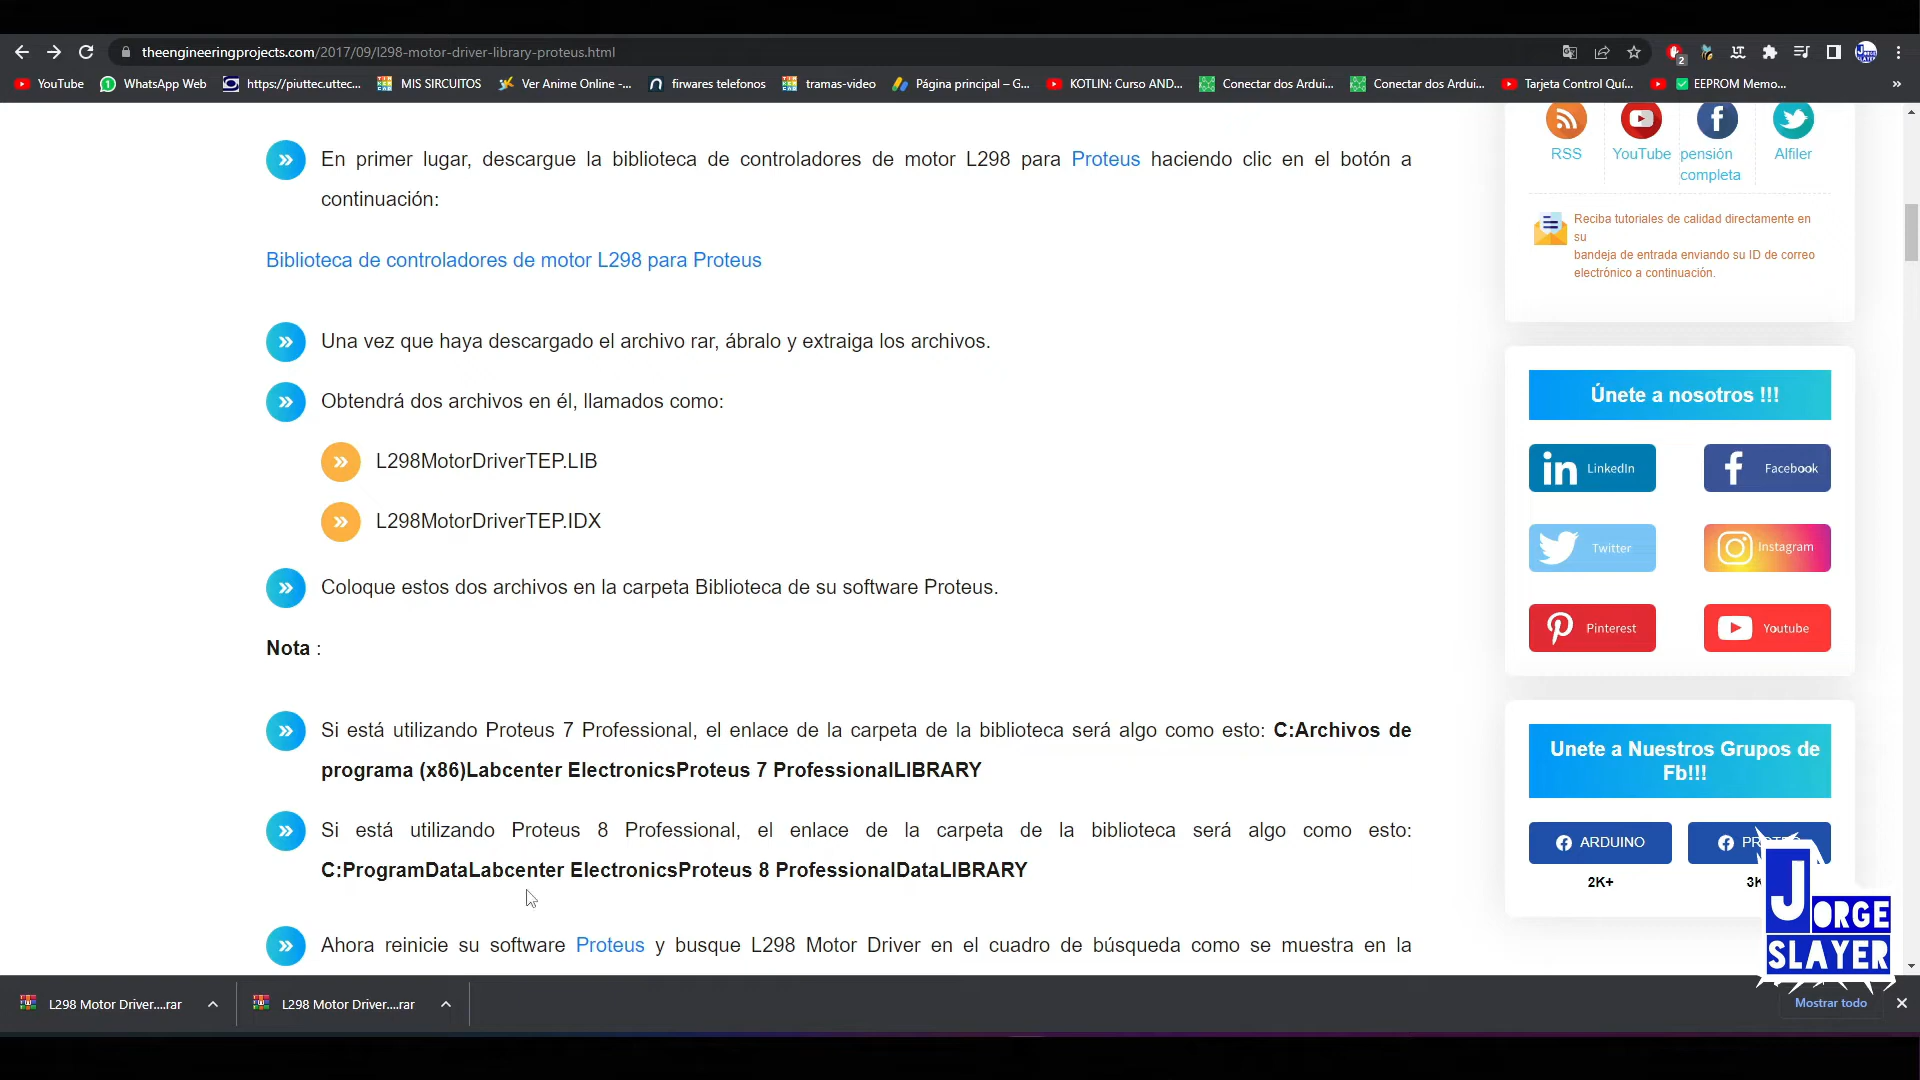 theengineeringprojects.com/2017/09/l298-motor-driver-library-proteus.html
2
YouTube
WhatsApp Web
https://piuttec.uttec...
MIS SIRCUITOS
Ver Anime Online -...
finwares telefonos
tramas-video
Página principal – G...
KOTLIN: Curso AND...
Conectar dos Ardui...
Conectar dos Ardui...
Tarjeta Control Quí...
EEPROM Memo...
»
En primer lugar, descargue la biblioteca de controladores de motor L298 para Proteus haciendo clic en el botón a
continuación:
Biblioteca de controladores de motor L298 para Proteus
Una vez que haya descargado el archivo rar, ábralo y extraiga los archivos.
Obtendrá dos archivos en él, llamados como:
L298MotorDriverTEP.LIB
L298MotorDriverTEP.IDX
Coloque estos dos archivos en la carpeta Biblioteca de su software Proteus.
Nota :
Si está utilizando Proteus 7 Professional, el enlace de la carpeta de la biblioteca será algo como esto: C:Archivos de
programa (x86)Labcenter ElectronicsProteus 7 ProfessionalLIBRARY
Si está utilizando Proteus 8 Professional, el enlace de la carpeta de la biblioteca será algo como esto:
C:ProgramDataLabcenter ElectronicsProteus 8 ProfessionalDataLIBRARY
Ahora reinicie su software Proteus y busque L298 Motor Driver en el cuadro de búsqueda como se muestra en la
RSS
YouTube
pensión
completa
Alfiler
Reciba tutoriales de calidad directamente en
su
bandeja de entrada enviando su ID de correo
electrónico a continuación.
Únete a nosotros !!!
LinkedIn
Facebook
Twitter
Instagram
Pinterest
Youtube
Unete a Nuestros Grupos de
Fb!!!
ARDUINO
2K+
JORGE
SLAYER
L298 Motor Driver....rar
L298 Motor Driver....rar
Mostrar todo